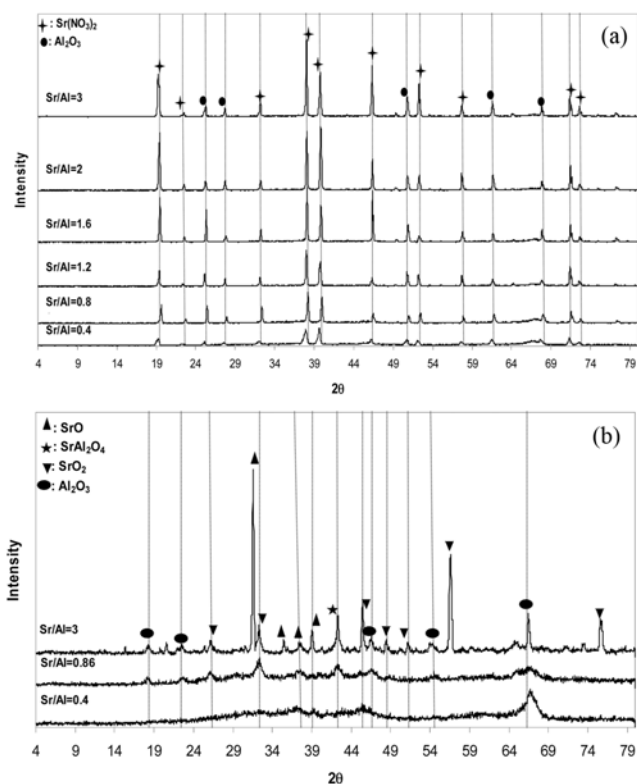 ✦: Sr(NO₃)₂
●: Al₂O₃
(a)
Sr/Al=3
Sr/Al=2
Sr/Al=1.6
Sr/Al=1.2
Sr/Al=0.8
Sr/Al=0.4
Intensity
4 9 14 19 24 29 34 39 44 49 54 59 64 69 74 79
2θ
▲: SrO
★: SrAl₂O₄
▼: SrO₂
●: Al₂O₃
(b)
Sr/Al=3
Sr/Al=0.86
Sr/Al=0.4
Intensity
4 9 14 19 24 29 34 39 44 49 54 59 64 69 74 79
2θ